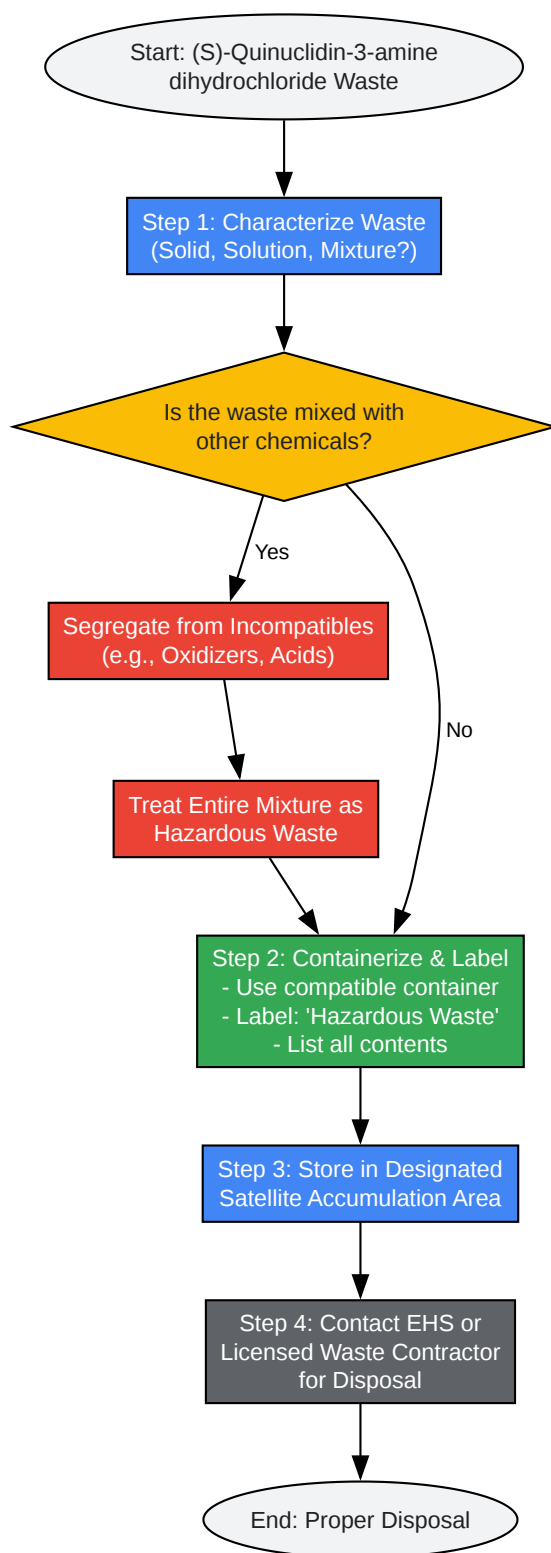 Start: (S)-Quinuclidin-3-amine
dihydrochloride Waste
Step 1: Characterize Waste
(Solid, Solution, Mixture?)
Is the waste mixed with
other chemicals?
Yes
Segregate from Incompatibles
(e.g., Oxidizers, Acids)
No
Treat Entire Mixture as
Hazardous Waste
Step 2: Containerize & Label
- Use compatible container
- Label: 'Hazardous Waste'
- List all contents
Step 3: Store in Designated
Satellite Accumulation Area
Step 4: Contact EHS or
Licensed Waste Contractor
for Disposal
End: Proper Disposal